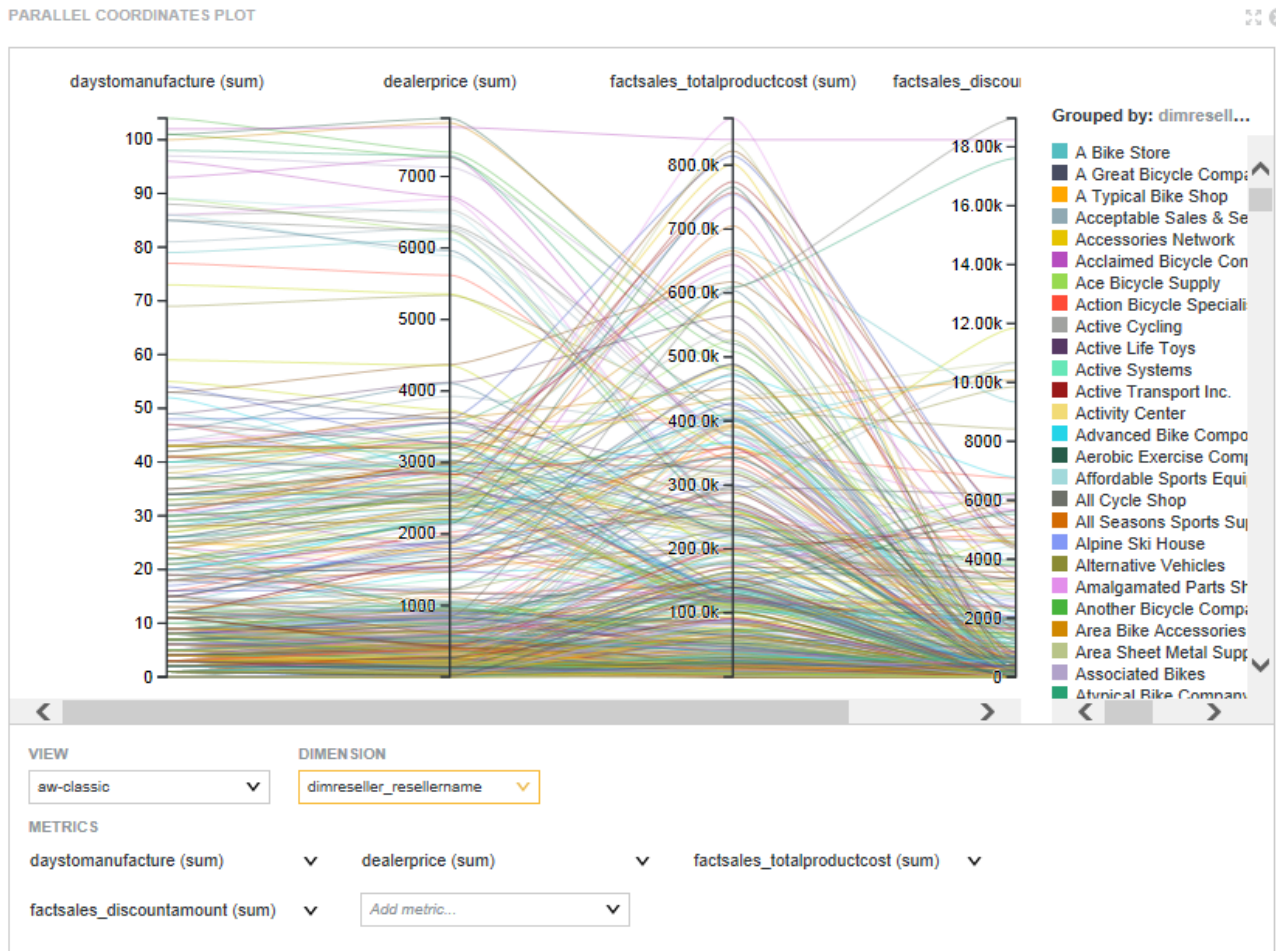 PARALLEL COORDINATES PLOT
daystomanufacture (sum) dealerprice (sum) factsales_totalproductcost (sum) factsales_discou
100
90
80
70
60
50
40
30
20
10
0
7000
6000
5000
4000
3000
2000
1000
800.0k
700.0k
600.0k
500.0k
400.0k
300.0k
200.0k
100.0k
18.00k
16.00k
14.00k
12.00k
10.00k
8000
6000
4000
2000
0
Grouped by: dimresell...
A Bike Store
A Great Bicycle Compa
A Typical Bike Shop
Acceptable Sales & Se
Accessories Network
Acclaimed Bicycle Con
Ace Bicycle Supply
Action Bicycle Speciali
Active Cycling
Active Life Toys
Active Systems
Active Transport Inc.
Activity Center
Advanced Bike Compo
Aerobic Exercise Comp
Affordable Sports Equi
All Cycle Shop
All Seasons Sports Sup
Alpine Ski House
Alternative Vehicles
Amalgamated Parts Sh
Another Bicycle Compa
Area Bike Accessories
Area Sheet Metal Supp
Associated Bikes
Atypical Bike Company
VIEW DIMENSION
aw-classic dimreseller_resellername
METRICS
daystomanufacture (sum) dealerprice (sum) factsales_totalproductcost (sum)
factsales_discountamount (sum) Add metric...